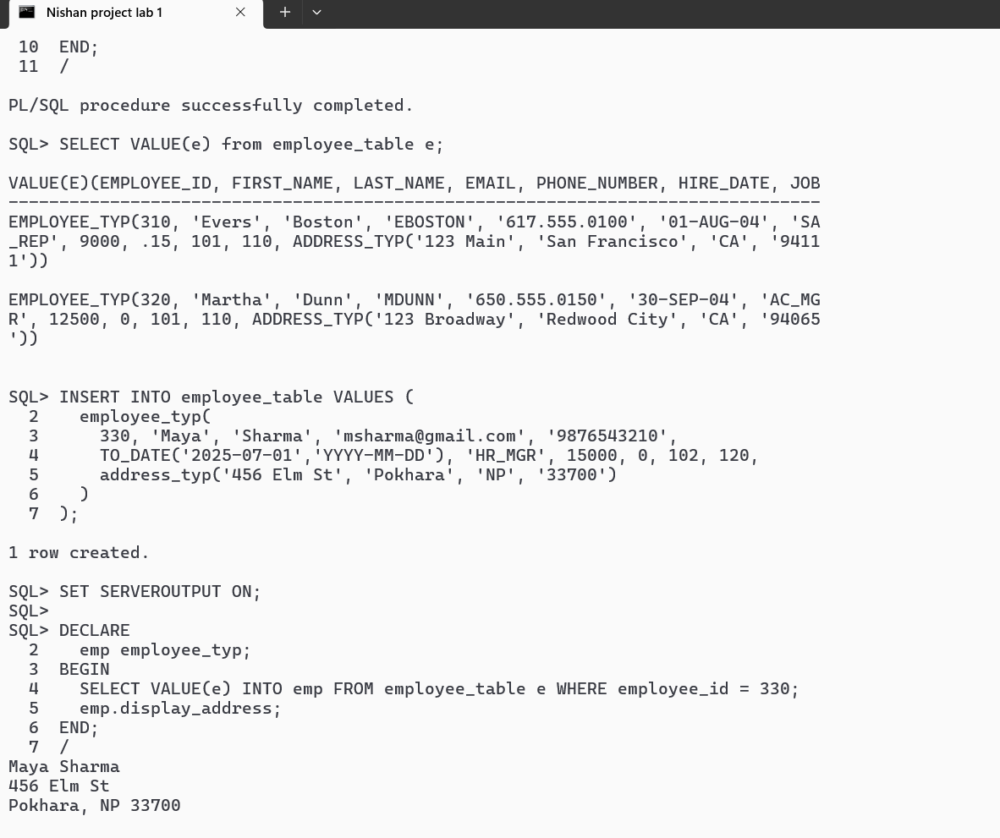 Nishan project lab 1
 10  END;
 11  /
PL/SQL procedure successfully completed.
SQL> SELECT VALUE(e) from employee_table e;
VALUE(E)(EMPLOYEE_ID, FIRST_NAME, LAST_NAME, EMAIL, PHONE_NUMBER, HIRE_DATE, JOB
--------------------------------------------------------------------------------
EMPLOYEE_TYP(310, 'Evers', 'Boston', 'EBOSTON', '617.555.0100', '01-AUG-04', 'SA
_REP', 9000, .15, 101, 110, ADDRESS_TYP('123 Main', 'San Francisco', 'CA', '9411
1'))
EMPLOYEE_TYP(320, 'Martha', 'Dunn', 'MDUNN', '650.555.0150', '30-SEP-04', 'AC_MG
R', 12500, 0, 101, 110, ADDRESS_TYP('123 Broadway', 'Redwood City', 'CA', '94065
'))
SQL> INSERT INTO employee_table VALUES (
  2    employee_typ(
  3      330, 'Maya', 'Sharma', 'msharma@gmail.com', '9876543210',
  4      TO_DATE('2025-07-01','YYYY-MM-DD'), 'HR_MGR', 15000, 0, 102, 120,
  5      address_typ('456 Elm St', 'Pokhara', 'NP', '33700')
  6    )
  7  );
1 row created.
SQL> SET SERVEROUTPUT ON;
SQL>
SQL> DECLARE
  2    emp employee_typ;
  3  BEGIN
  4    SELECT VALUE(e) INTO emp FROM employee_table e WHERE employee_id = 330;
  5    emp.display_address;
  6  END;
  7  /
Maya Sharma
456 Elm St
Pokhara, NP 33700